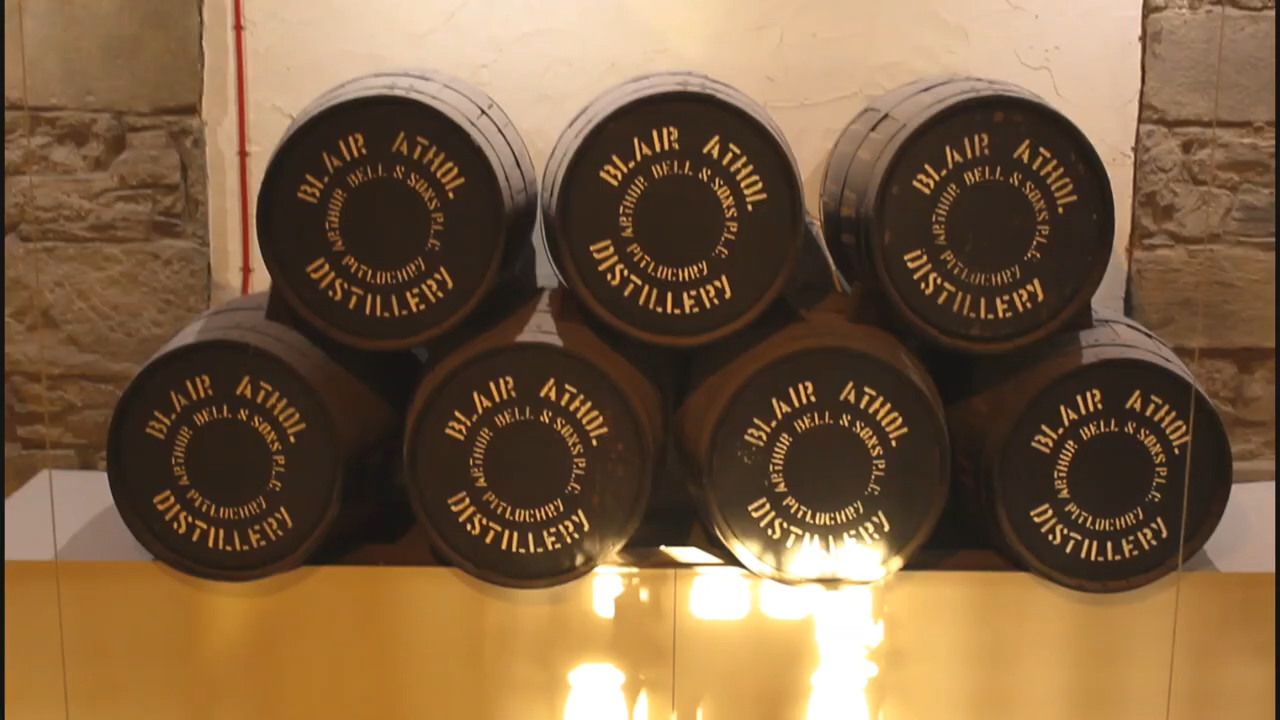 BLAIR ATHOL
ARTHUR BELL & SONS P.L.C.
PITLOCHRY
DISTILLERY
BLAIR ATHOL
ARTHUR BELL & SONS P.L.C.
PITLOCHRY
DISTILLERY
BLAIR ATHOL
ARTHUR BELL & SONS P.L.C.
PITLOCHRY
DISTILLERY
BLAIR ATHOL
ARTHUR BELL & SONS P.L.C.
PITLOCHRY
DISTILLERY
BLAIR ATHOL
ARTHUR BELL & SONS P.L.C.
PITLOCHRY
DISTILLERY
BLAIR ATHOL
ARTHUR BELL & SONS P.L.C.
PITLOCHRY
DISTILLERY
BLAIR ATHOL
ARTHUR BELL & SONS P.L.C.
PITLOCHRY
DISTILLERY